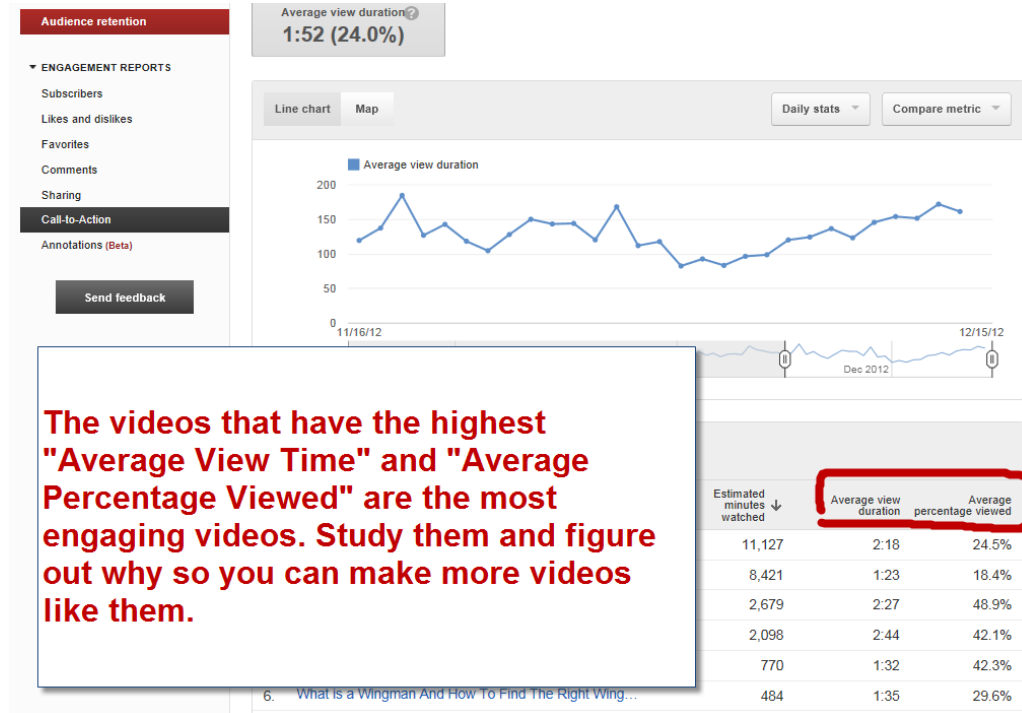 Audience retention
Average view duration?
1:52 (24.0%)
ENGAGEMENT REPORTS
Subscribers
Likes and dislikes
Favorites
Comments
Sharing
Call-to-Action
Annotations (Beta)
Send feedback
Line chart Map Daily stats Compare metric
Average view duration
200
150
100
50
0
11/16/12 12/15/12
Dec 2012
The videos that have the highest
"Average View Time" and "Average
Percentage Viewed" are the most
engaging videos. Study them and figure
out why so you can make more videos
like them.
Estimated
minutes
watched
Average view
duration
Average
percentage viewed
11,127 2:18 24.5%
8,421 1:23 18.4%
2,679 2:27 48.9%
2,098 2:44 42.1%
770 1:32 42.3%
6. What is a Wingman And How To Find The Right Wing... 484 1:35 29.6%